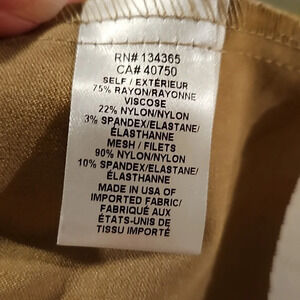 RN# 134365
CA# 40750
SELF / EXTÉRIEUR
75% RAYON/RAYONNE
VISCOSE
22% NYLON/NYLON
3% SPANDEX/ELASTANE/
ÉLASTHANNE
MESH / FILETS
90% NYLON/NYLON
10% SPANDEX/ELASTANE/
ÉLASTHANNE
MADE IN USA OF
IMPORTED FABRIC/
FABRIQUÉ AUX
ÉTATS-UNIS DE
TISSU IMPORTÉ